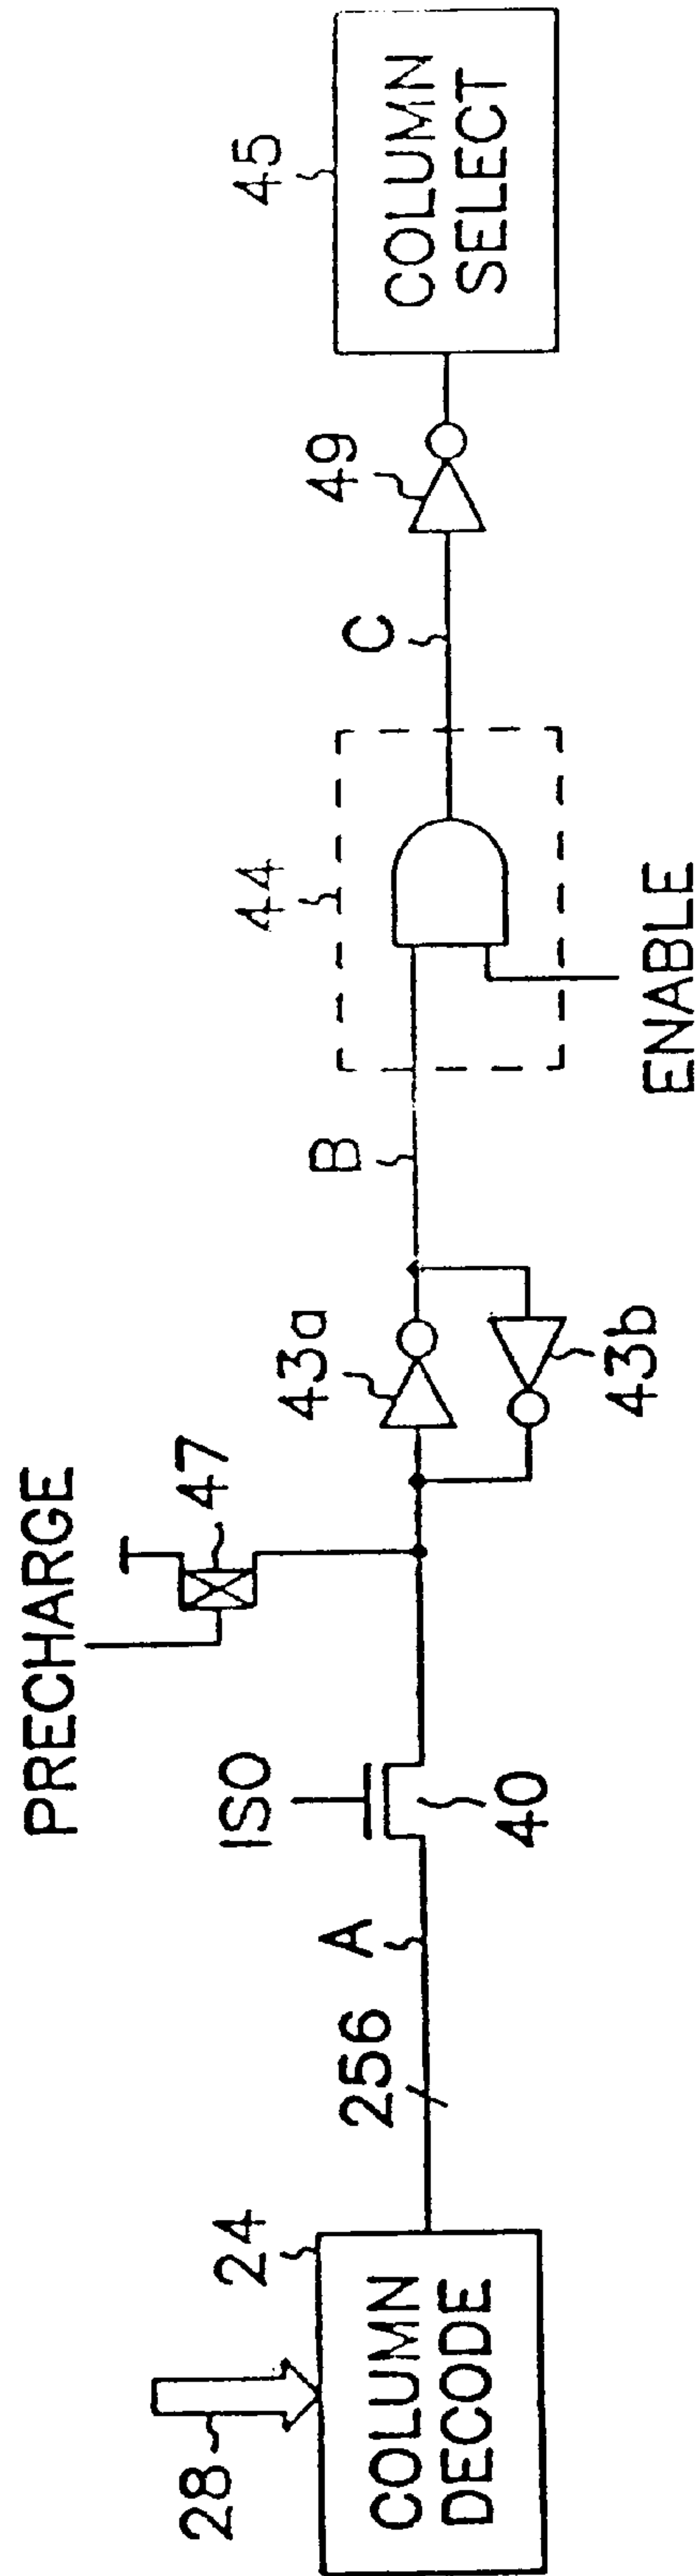 28
24
COLUMN
DECODE
256
A
ISO
40
PRECHARGE
47
43a
43b
B
44
ENABLE
C
49
45
COLUMN
SELECT